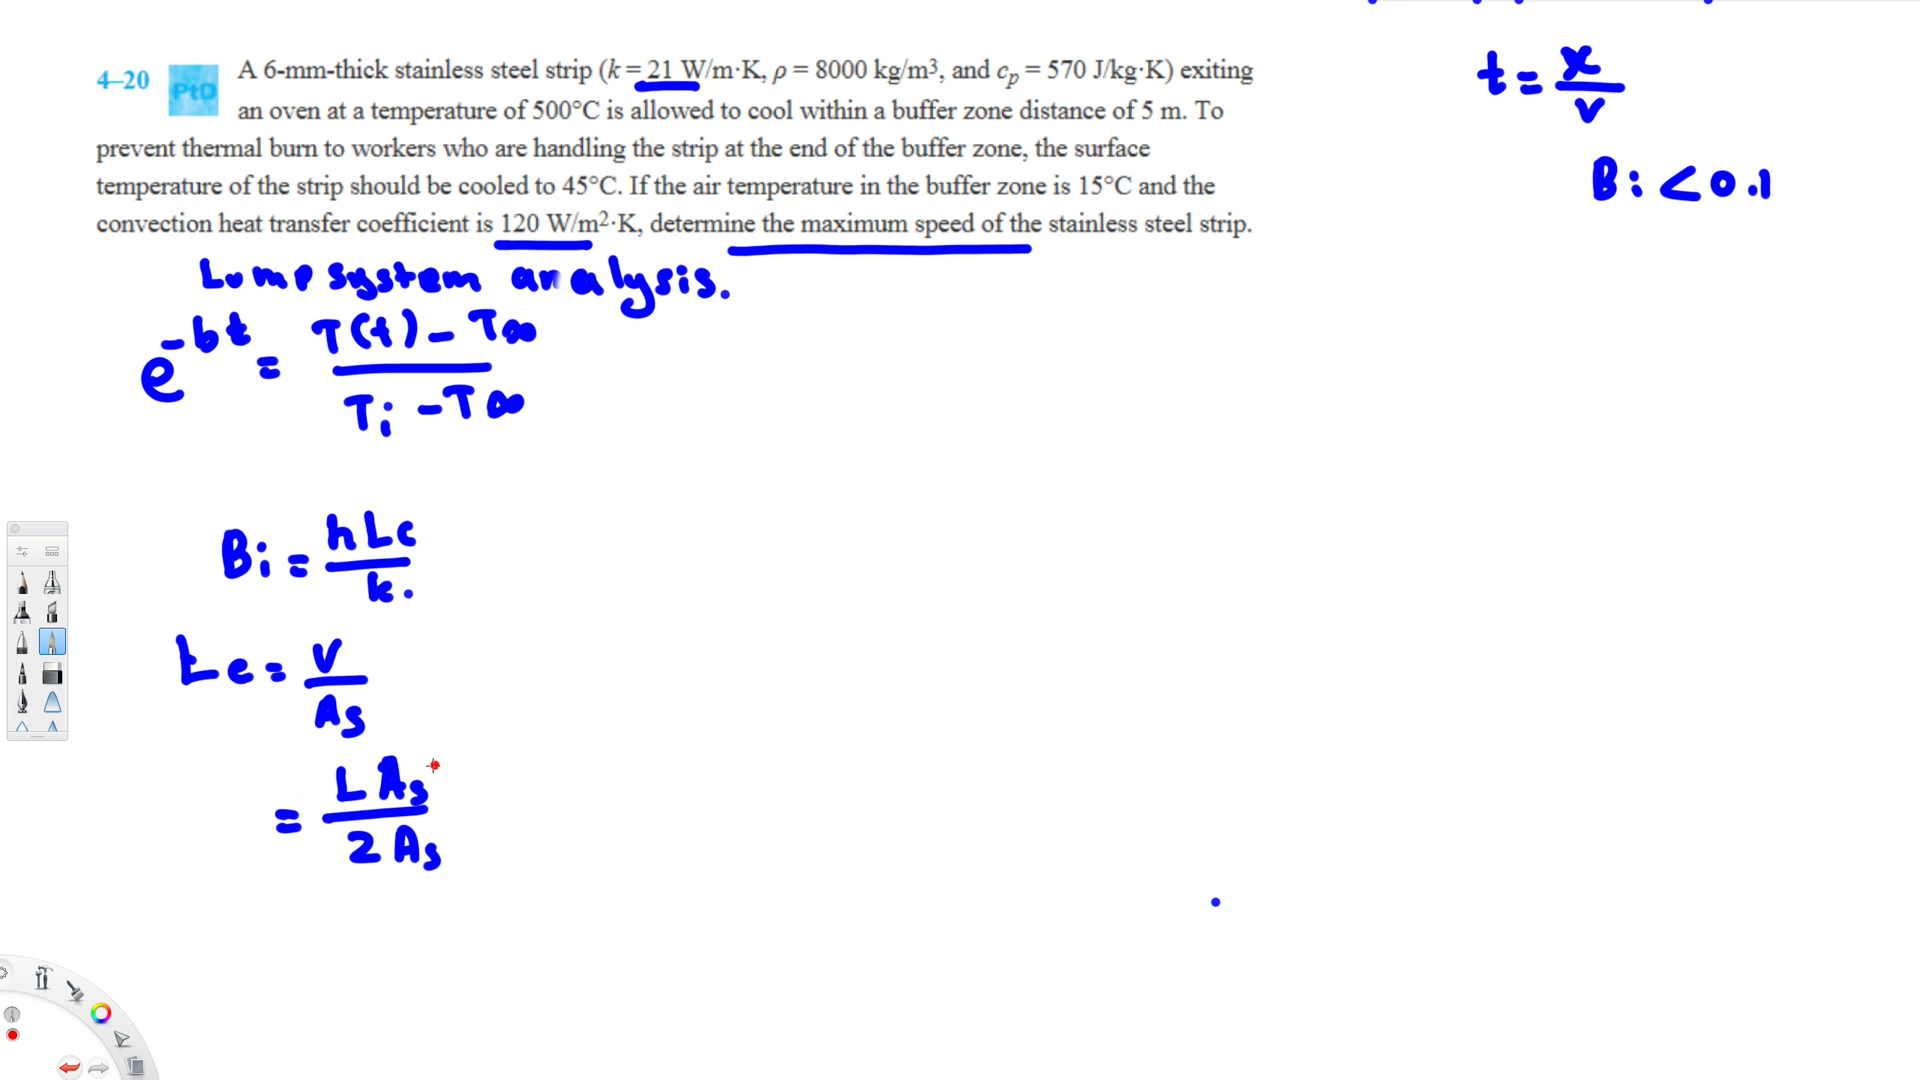 4–20 PtD A 6-mm-thick stainless steel strip (k = 21 W/m·K, ρ = 8000 kg/m³, and cp = 570 J/kg·K) exiting
an oven at a temperature of 500°C is allowed to cool within a buffer zone distance of 5 m. To
prevent thermal burn to workers who are handling the strip at the end of the buffer zone, the surface
temperature of the strip should be cooled to 45°C. If the air temperature in the buffer zone is 15°C and the
convection heat transfer coefficient is 120 W/m²·K, determine the maximum speed of the stainless steel strip.
t = x/v
Bi < 0.1
Lump system analysis.
e^-bt = T(t) - T∞ / Ti - T∞
Bi = hLc / k.
Lc = V / As
= L As / 2 As